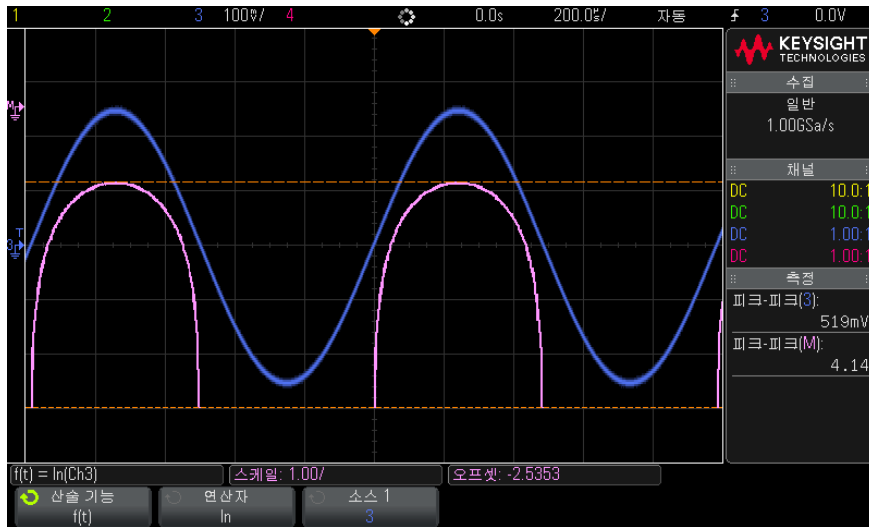 1 2 3 100%/ 4 0.0s 200.0%/ 자동 3 0.0V
KEYSIGHT
TECHNOLOGIES
수집
일반
1.00GSa/s
채널
DC 10.0:1
DC 10.0:1
DC 1.00:1
DC 1.00:1
측정
피크-피크(3):
519mV
피크-피크(M):
4.14
M
T
3
f(t) = ln(Ch3)
스케일: 1.00/
오프셋: -2.5353
산술 기능
f(t)
연산자
ln
소스 1
3